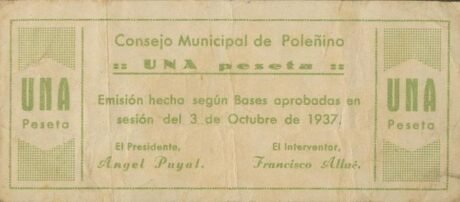 Consejo Municipal de Poleñino
:: UNA peseta ::
UNA
Peseta
Emisión hecha según Bases aprobadas en
sesión del 3 de Octubre de 1937.
El Presidente,
Angel Puyal.
El Interventor,
Francisco Allué.
UNA
Peseta